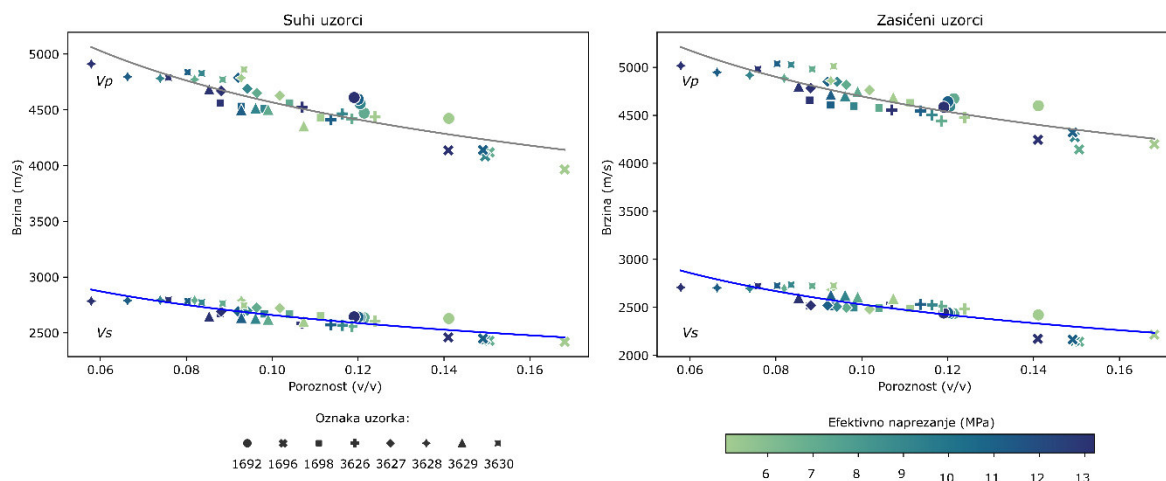 Suhi uzorci
Zasićeni uzorci
5000
4500
4000
3500
3000
2500
Brzina (m/s)
Vp
Vs
0.06 0.08 0.10 0.12 0.14 0.16
Poroznost (v/v)
5000
4500
4000
3500
3000
2500
2000
Brzina (m/s)
Vp
Vs
0.06 0.08 0.10 0.12 0.14 0.16
Poroznost (v/v)
Oznaka uzorka:
1692 1696 1698 3626 3627 3628 3629 3630
Efektivno naprezanje (MPa)
6 7 8 9 10 11 12 13